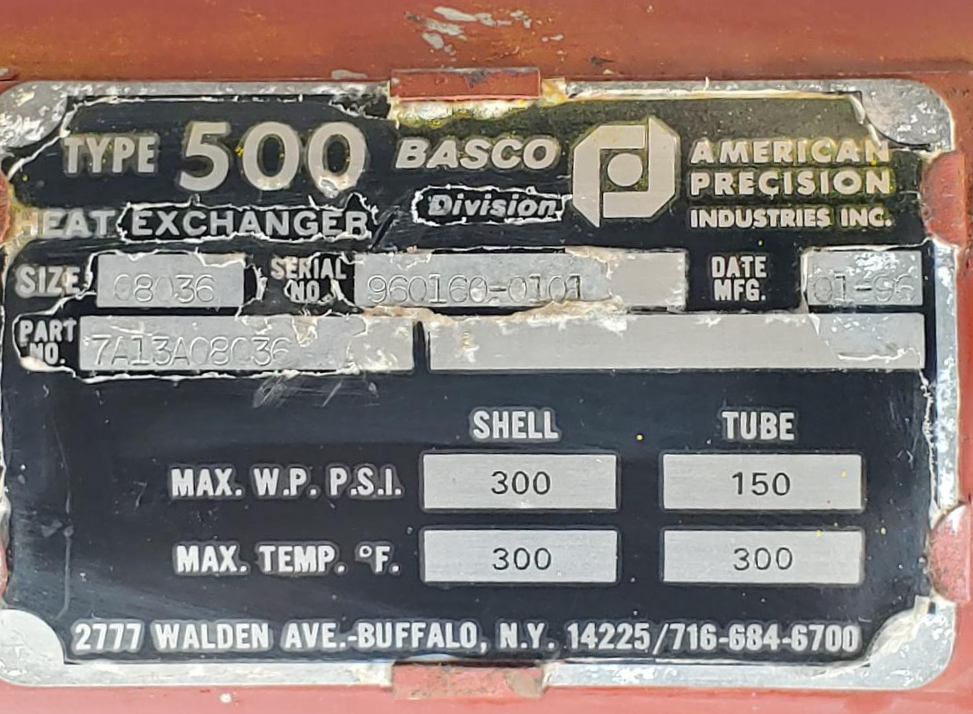 TYPE 500 BASCO AMERICAN
PRECISION
Division
INDUSTRIES INC.
HEAT EXCHANGER
SIZE 08036 SERIAL NO. 960160-0101 DATE MFG. 01-96
PART NO. 7A13A08036
SHELL TUBE
MAX. W.P. P.S.I. 300 150
MAX. TEMP. °F. 300 300
2777 WALDEN AVE.-BUFFALO, N.Y. 14225/716-684-6700